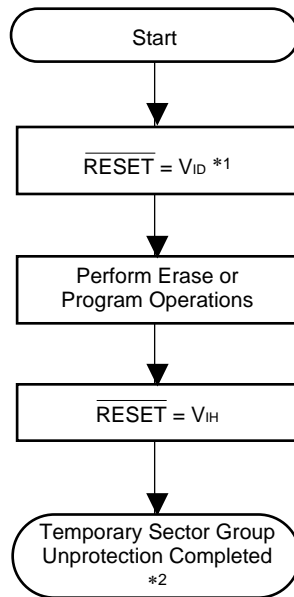 Start
RESET = VID *1
Perform Erase or
Program Operations
RESET = VIH
Temporary Sector Group
Unprotection Completed
*2